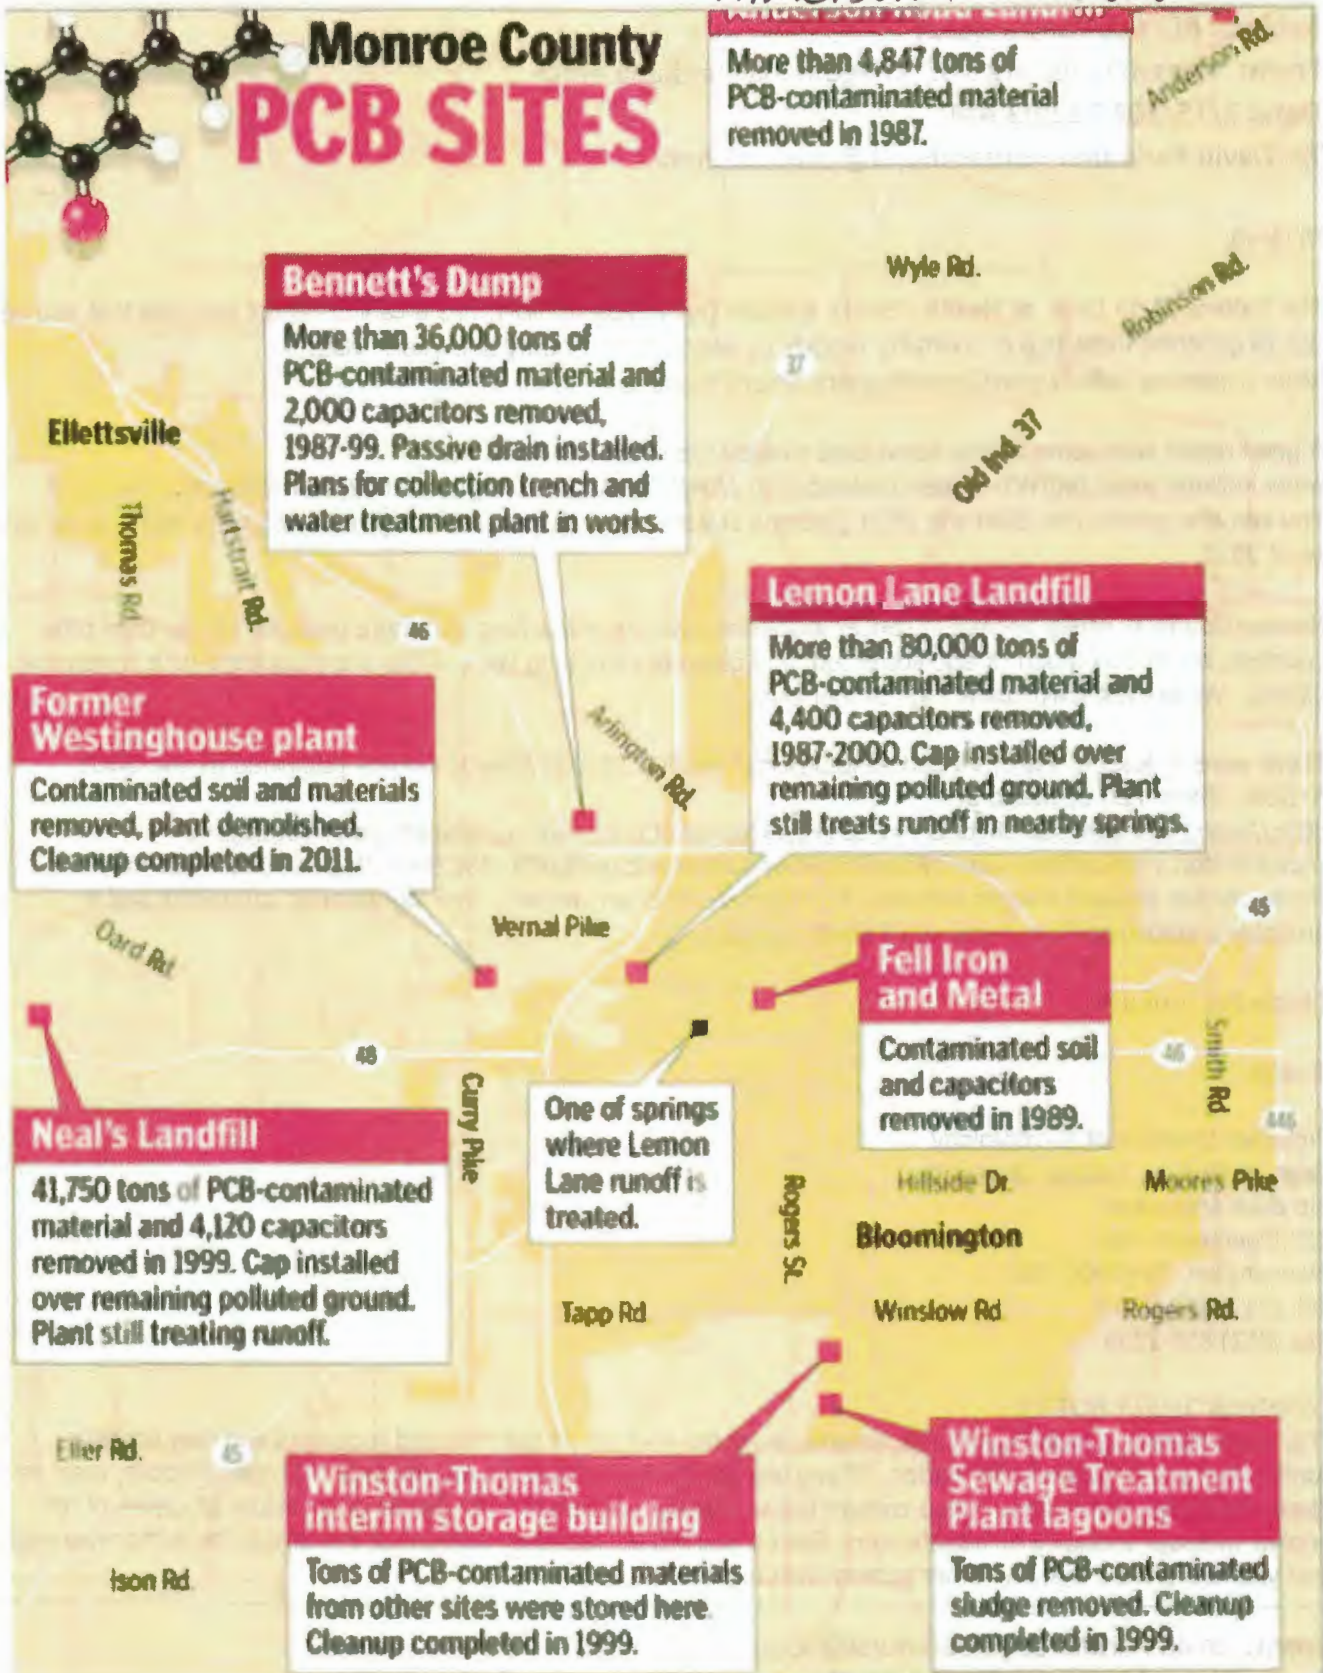 Monroe County
PCB SITES
Anderson Road Landfill
More than 4,847 tons of
PCB-contaminated material
removed in 1987.
Anderson Rd.
Bennett's Dump
More than 36,000 tons of
PCB-contaminated material and
2,000 capacitors removed,
1987-99. Passive drain installed.
Plans for collection trench and
water treatment plant in works.
Wyle Rd.
Robinson Rd.
37
Old Ind. 37
Ellettsville
Thomas Rd.
Hartstrait Rd.
46
Lemon Lane Landfill
More than 80,000 tons of
PCB-contaminated material and
4,400 capacitors removed,
1987-2000. Cap installed over
remaining polluted ground. Plant
still treats runoff in nearby springs.
Former
Westinghouse plant
Contaminated soil and materials
removed, plant demolished.
Cleanup completed in 2011.
Arlington Rd.
Vernal Pike
Oard Rd.
45
Fell Iron
and Metal
Contaminated soil
and capacitors
removed in 1989.
48
Curry Pike
46
Smith Rd
446
One of springs
where Lemon
Lane runoff is
treated.
Neal's Landfill
41,750 tons of PCB-contaminated
material and 4,120 capacitors
removed in 1999. Cap installed
over remaining polluted ground.
Plant still treating runoff.
Rogers St.
Hillside Dr.
Moores Pike
Bloomington
Tapp Rd
Winslow Rd
Rogers Rd.
Eller Rd.
45
Ison Rd.
Winston-Thomas
interim storage building
Tons of PCB-contaminated materials
from other sites were stored here.
Cleanup completed in 1999.
Winston-Thomas
Sewage Treatment
Plant lagoons
Tons of PCB-contaminated
sludge removed. Cleanup
completed in 1999.